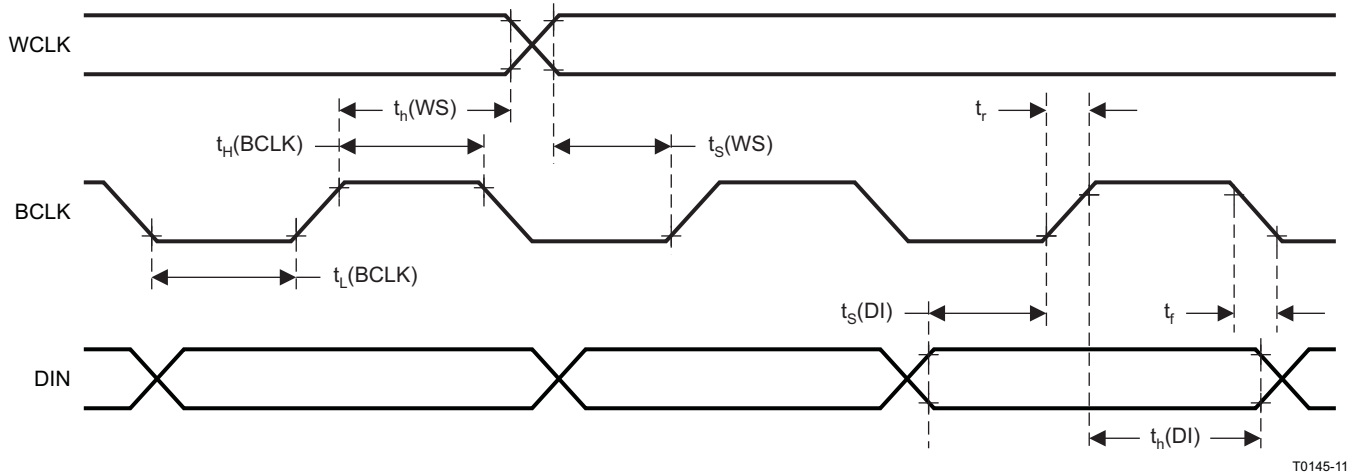 WCLK
t_h(WS)
t_r
t_H(BCLK)
t_S(WS)
BCLK
t_L(BCLK)
t_S(DI)
t_f
DIN
t_h(DI)
T0145-11